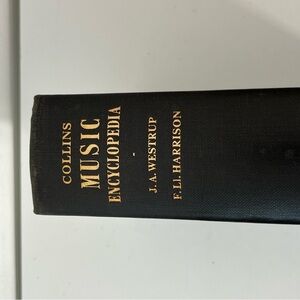 COLLINS
MUSIC
ENCYCLOPEDIA
J. A. WESTRUP
F. Ll. HARRISON